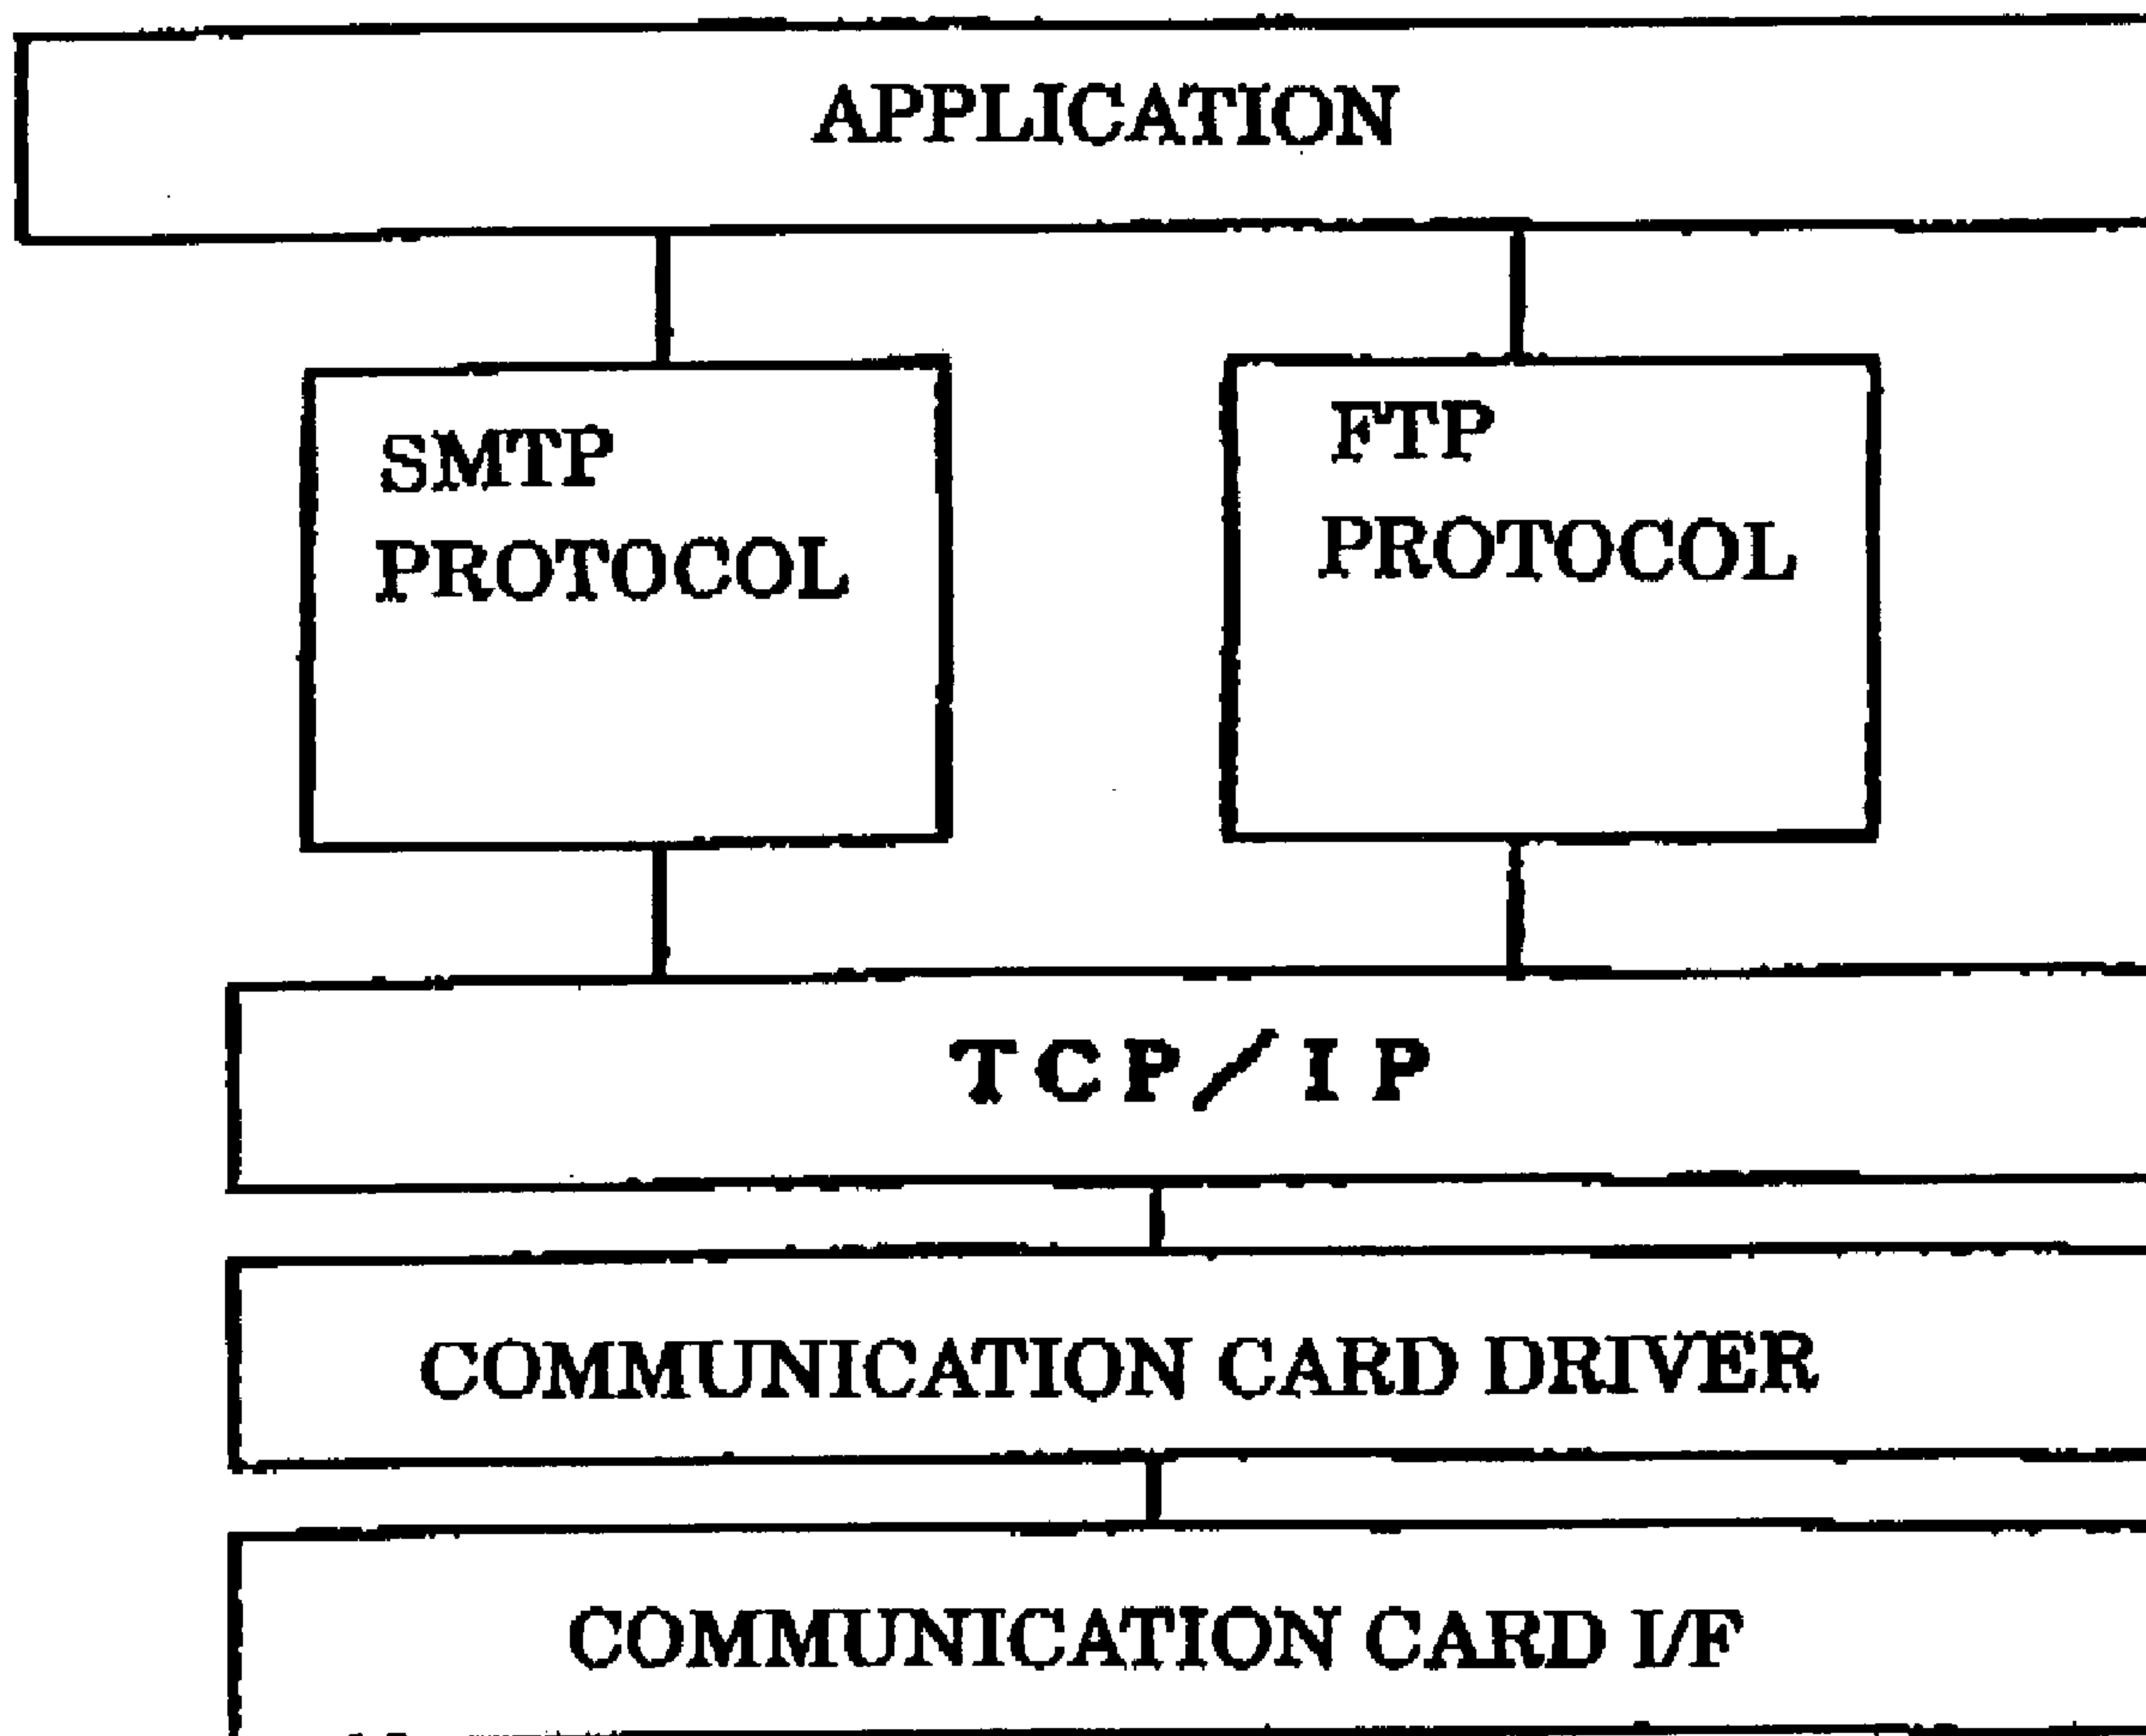 APPLICATION
SMTP
PROTOCOL
FTP
PROTOCOL
TCP/IP
COMMUNICATION CARD DRIVER
COMMUNICATION CARD I/F